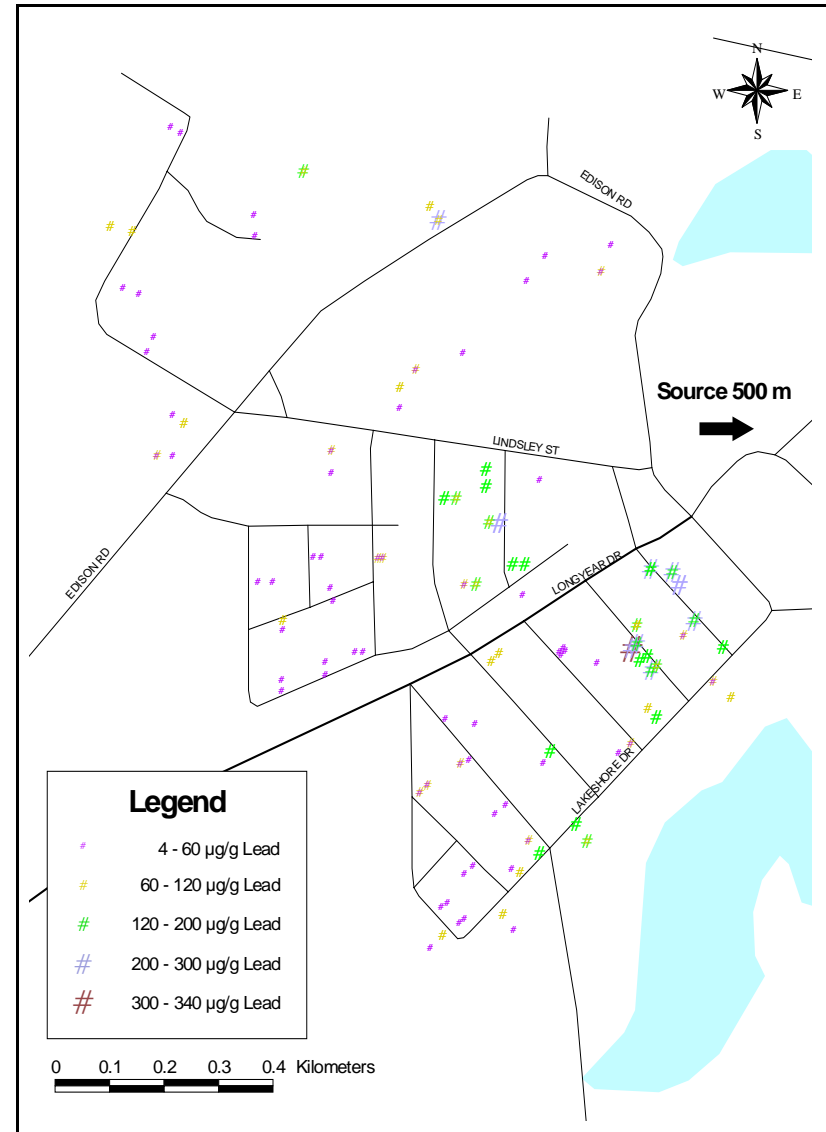 N
W E
S
EDISON RD
Source 500 m
LINDSLEY ST
EDISON RD
LONGYEAR DR
LAKESHORE DR
Legend
# 4 - 60 µg/g Lead
# 60 - 120 µg/g Lead
# 120 - 200 µg/g Lead
# 200 - 300 µg/g Lead
# 300 - 340 µg/g Lead
0 0.1 0.2 0.3 0.4 Kilometers